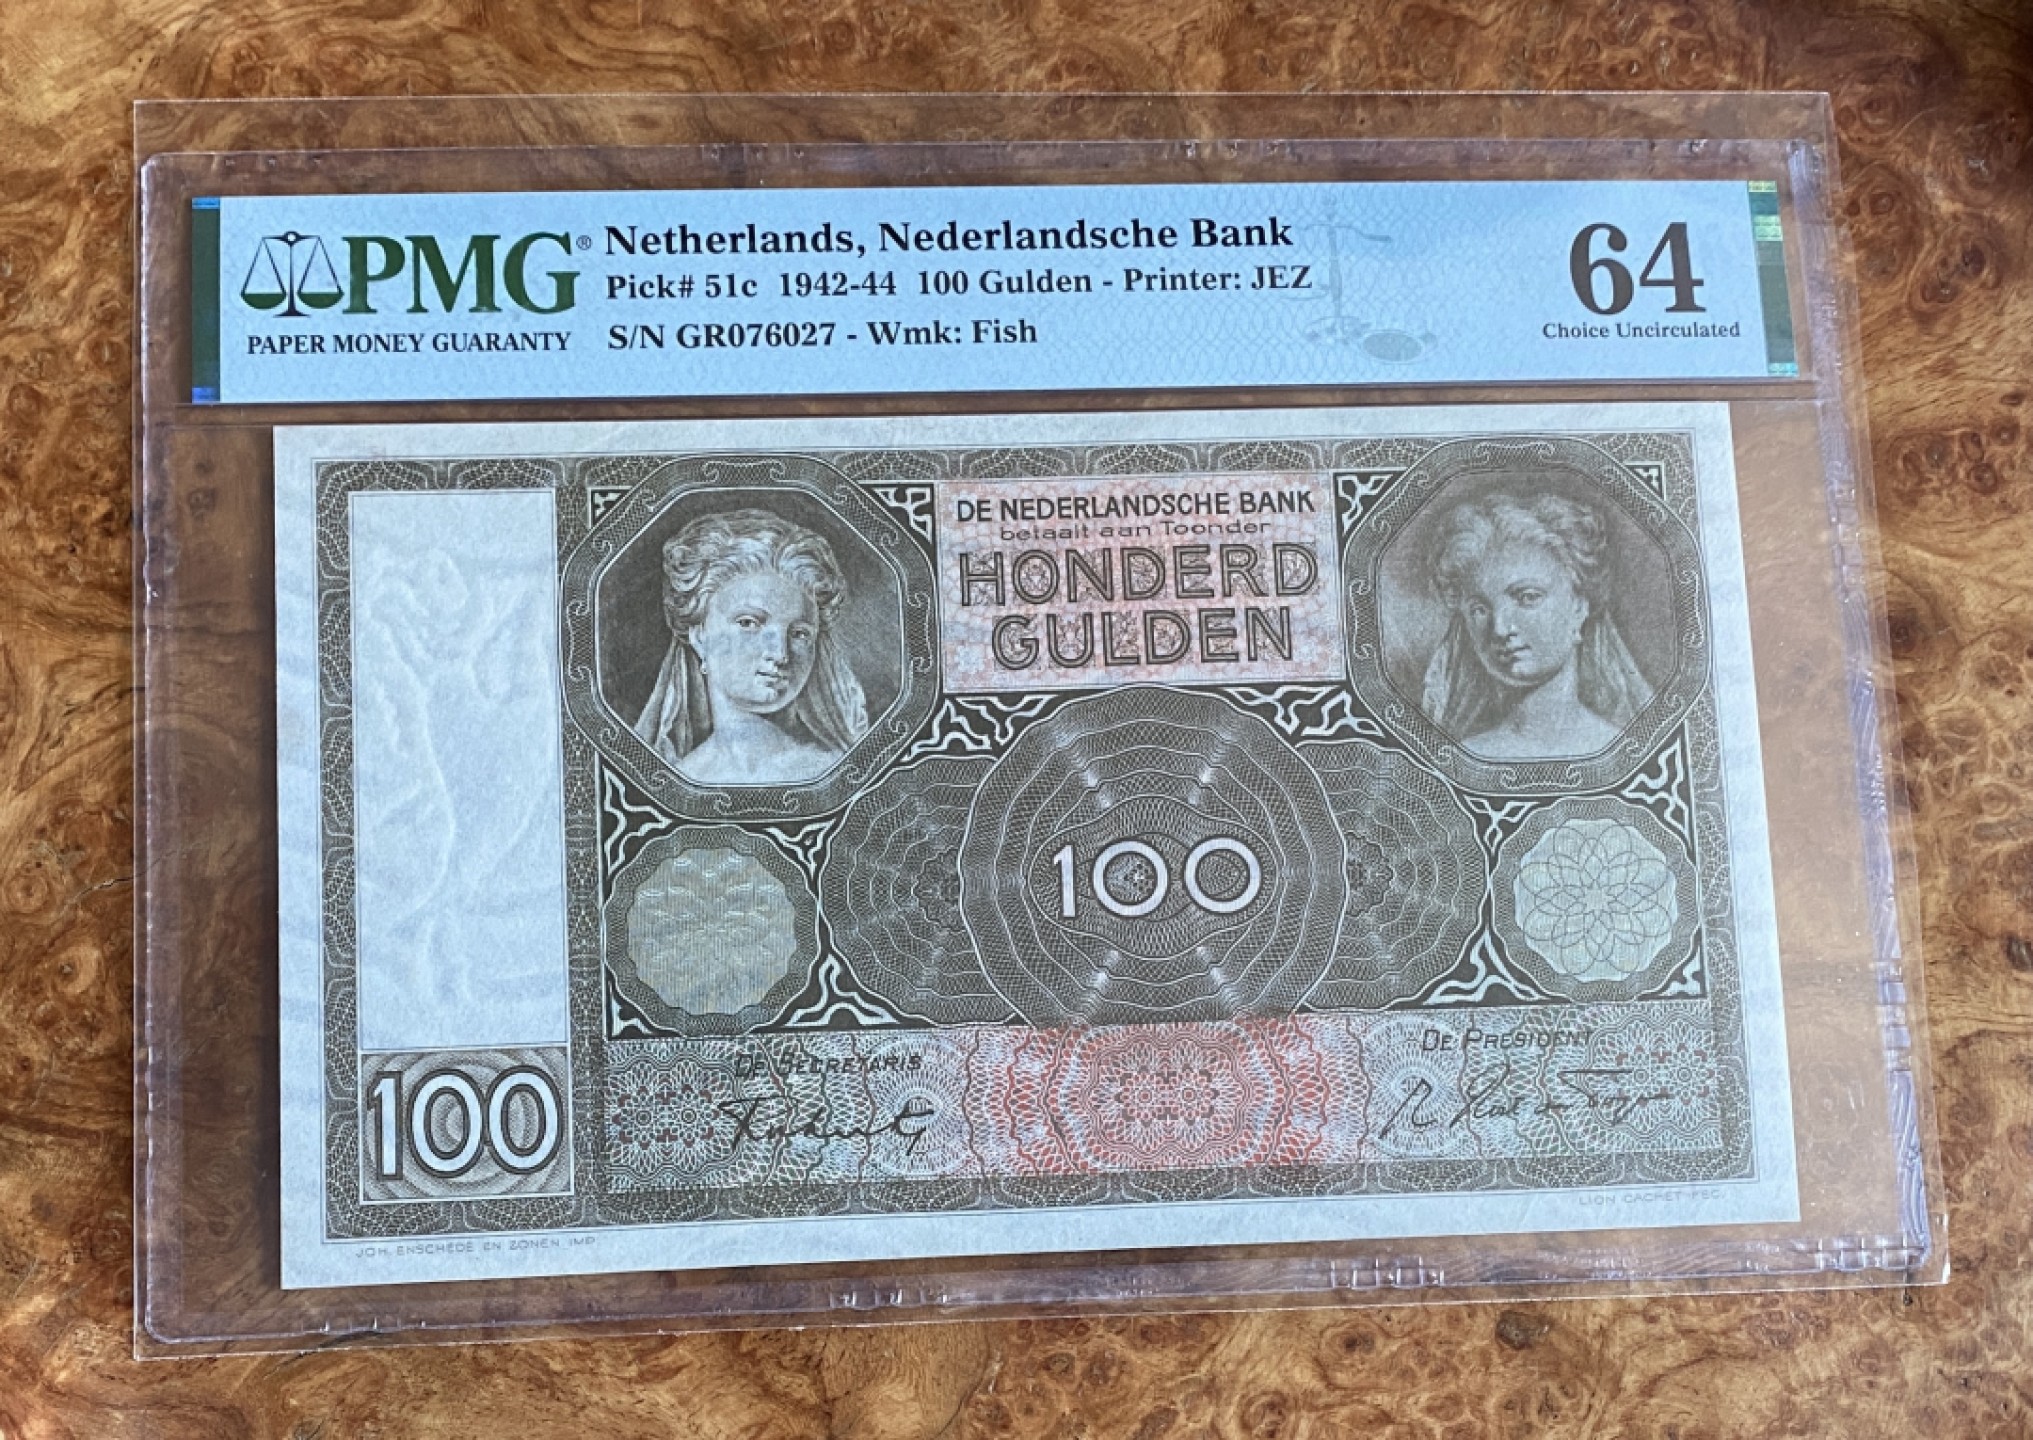 PMG®
PAPER MONEY GUARANTY
Netherlands, Nederlandsche Bank
Pick# 51c 1942-44 100 Gulden - Printer: JEZ
S/N GR076027 - Wmk: Fish
64
Choice Uncirculated
DE NEDERLANDSCHE BANK
betaalt aan Toonder
HONDERD
GULDEN
100
DE SECRETARIS
DE PRESIDENT
100
JOH. ENSCHEDE EN ZONEN IMP.
LION CACHET FEC.